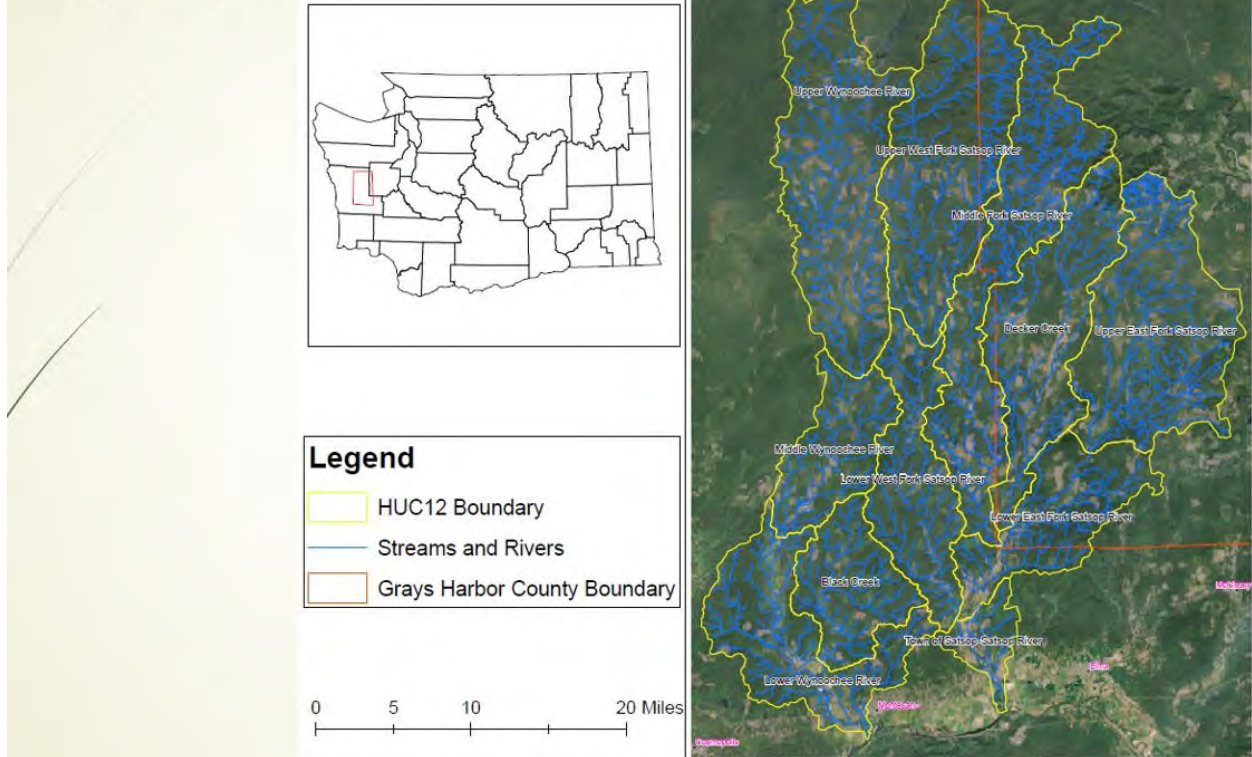 Legend
HUC12 Boundary
Streams and Rivers
Grays Harbor County Boundary
0 5 10 20 Miles
Upper Wynoochee River
Upper West Fork Satsop River
Middle Fork Satsop River
Decker Creek
Upper East Fork Satsop River
Middle Wynoochee River
Lower West Fork Satsop River
Lower East Fork Satsop River
Black Creek
McCleary
Town of Satsop-Satsop River
Elma
Lower Wynoochee River
Montesano
Cosmopolis